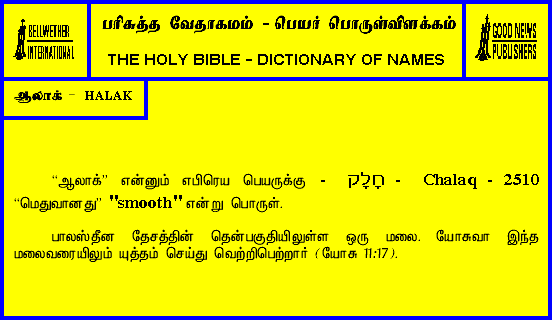 BELLWETHER
INTERNATIONAL
பரிசுத்த வேதாகமம் - பெயர் பொருள்விளக்கம்
THE HOLY BIBLE - DICTIONARY OF NAMES
GOOD NEWS
PUBLISHERS
ஆலாக் - HALAK
“ஆலாக்” என்னும் எபிரெய பெயருக்கு - חָלָק - Chalaq - 2510
“மெதுவானது” "smooth" என்று பொருள்.
பாலஸ்தீன தேசத்தின் தென்பகுதியிலுள்ள ஒரு மலை. யோசுவா இந்த
மலைவரையிலும் யுத்தம் செய்து வெற்றிபெற்றார் (யோசு 11:17).